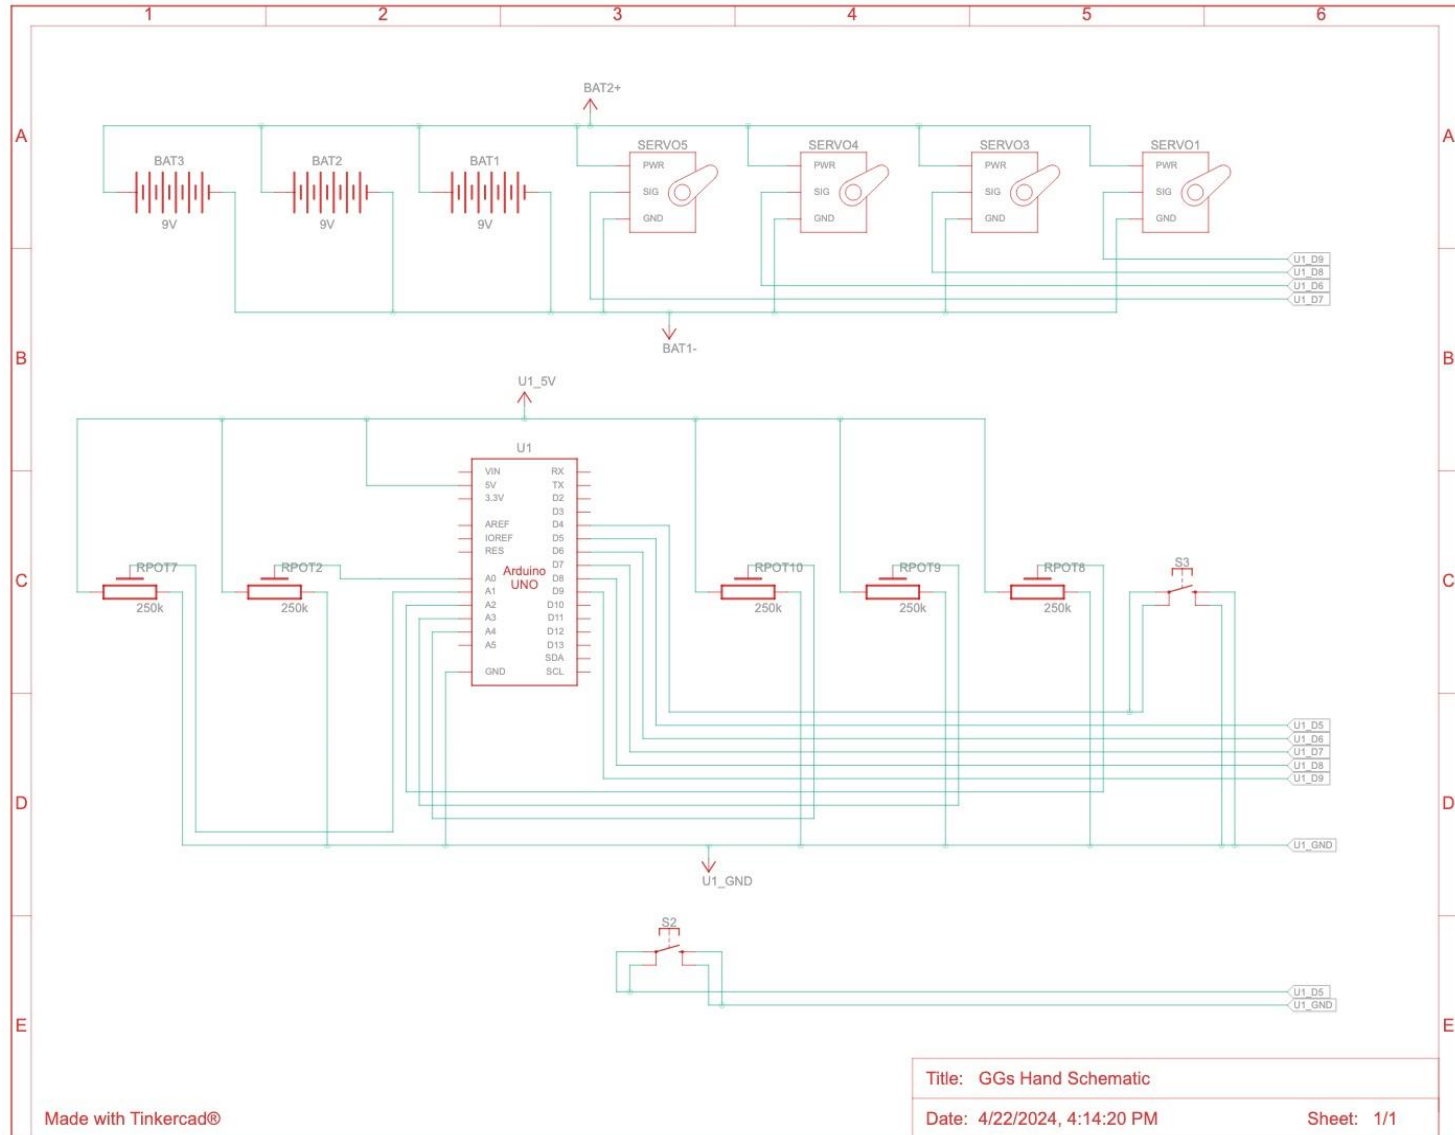 1 2 3 4 5 6
BAT2+
A A
BAT3 BAT2 BAT1 SERVO5 SERVO4 SERVO3 SERVO1
PWR PWR PWR PWR
SIG SIG SIG SIG
GND GND GND GND
9V 9V 9V
U1_D9
U1_D8
U1_D6
U1_D7
BAT1-
B B
U1_5V
U1
VIN RX
5V TX
3.3V D2
D3
AREF D4
IOREF D5
RES D6
D7
Arduino
UNO
A0 D8
A1 D9
A2 D10
A3 D11
A4 D12
A5 D13
SDA
GND SCL
RPOT7 RPOT2 RPOT10 RPOT9 RPOT8 S3
C C
250k 250k 250k 250k 250k
U1_D5
U1_D6
U1_D7
U1_D8
U1_D9
D D
U1_GND
U1_GND
S2
U1_D5
U1_GND
E E
Title: GGs Hand Schematic
Made with Tinkercad®
Date: 4/22/2024, 4:14:20 PM Sheet: 1/1